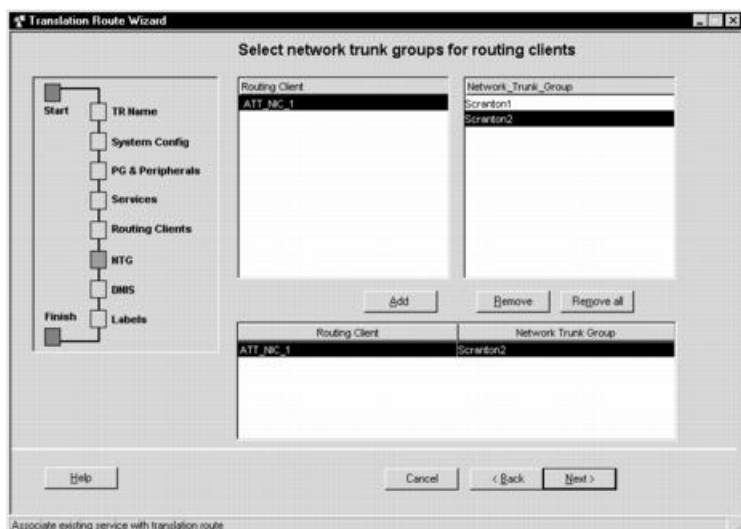 Translation Route Wizard
Select network trunk groups for routing clients
Start
TR Name
System Config
PG & Peripherals
Services
Routing Clients
NTG
DNIS
Labels
Finish
Routing Client
ATT_NIC_1
Network_Trunk_Group
Scranton1
Scranton2
Add
Remove
Remove all
Routing Client Network Trunk Group
ATT_NIC_1 Scranton2
Help
Cancel
< Back
Next >
Associate existing service with translation route